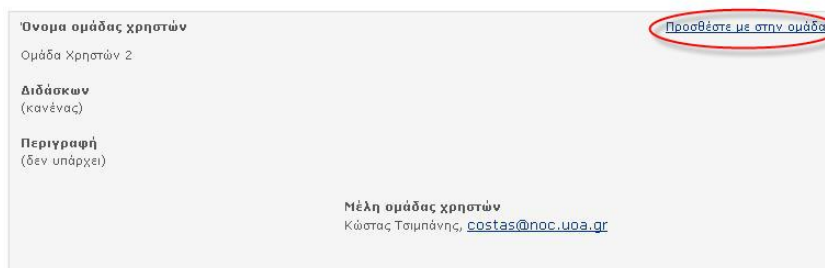 Όνομα ομάδας χρηστών
Προσθέστε με στην ομάδα
Ομάδα Χρηστών 2
Διδάσκων
(κανένας)
Περιγραφή
(δεν υπάρχει)
Μέλη ομάδας χρηστών
Κώστας Τσιμπάνης, costas@noc.uoa.gr